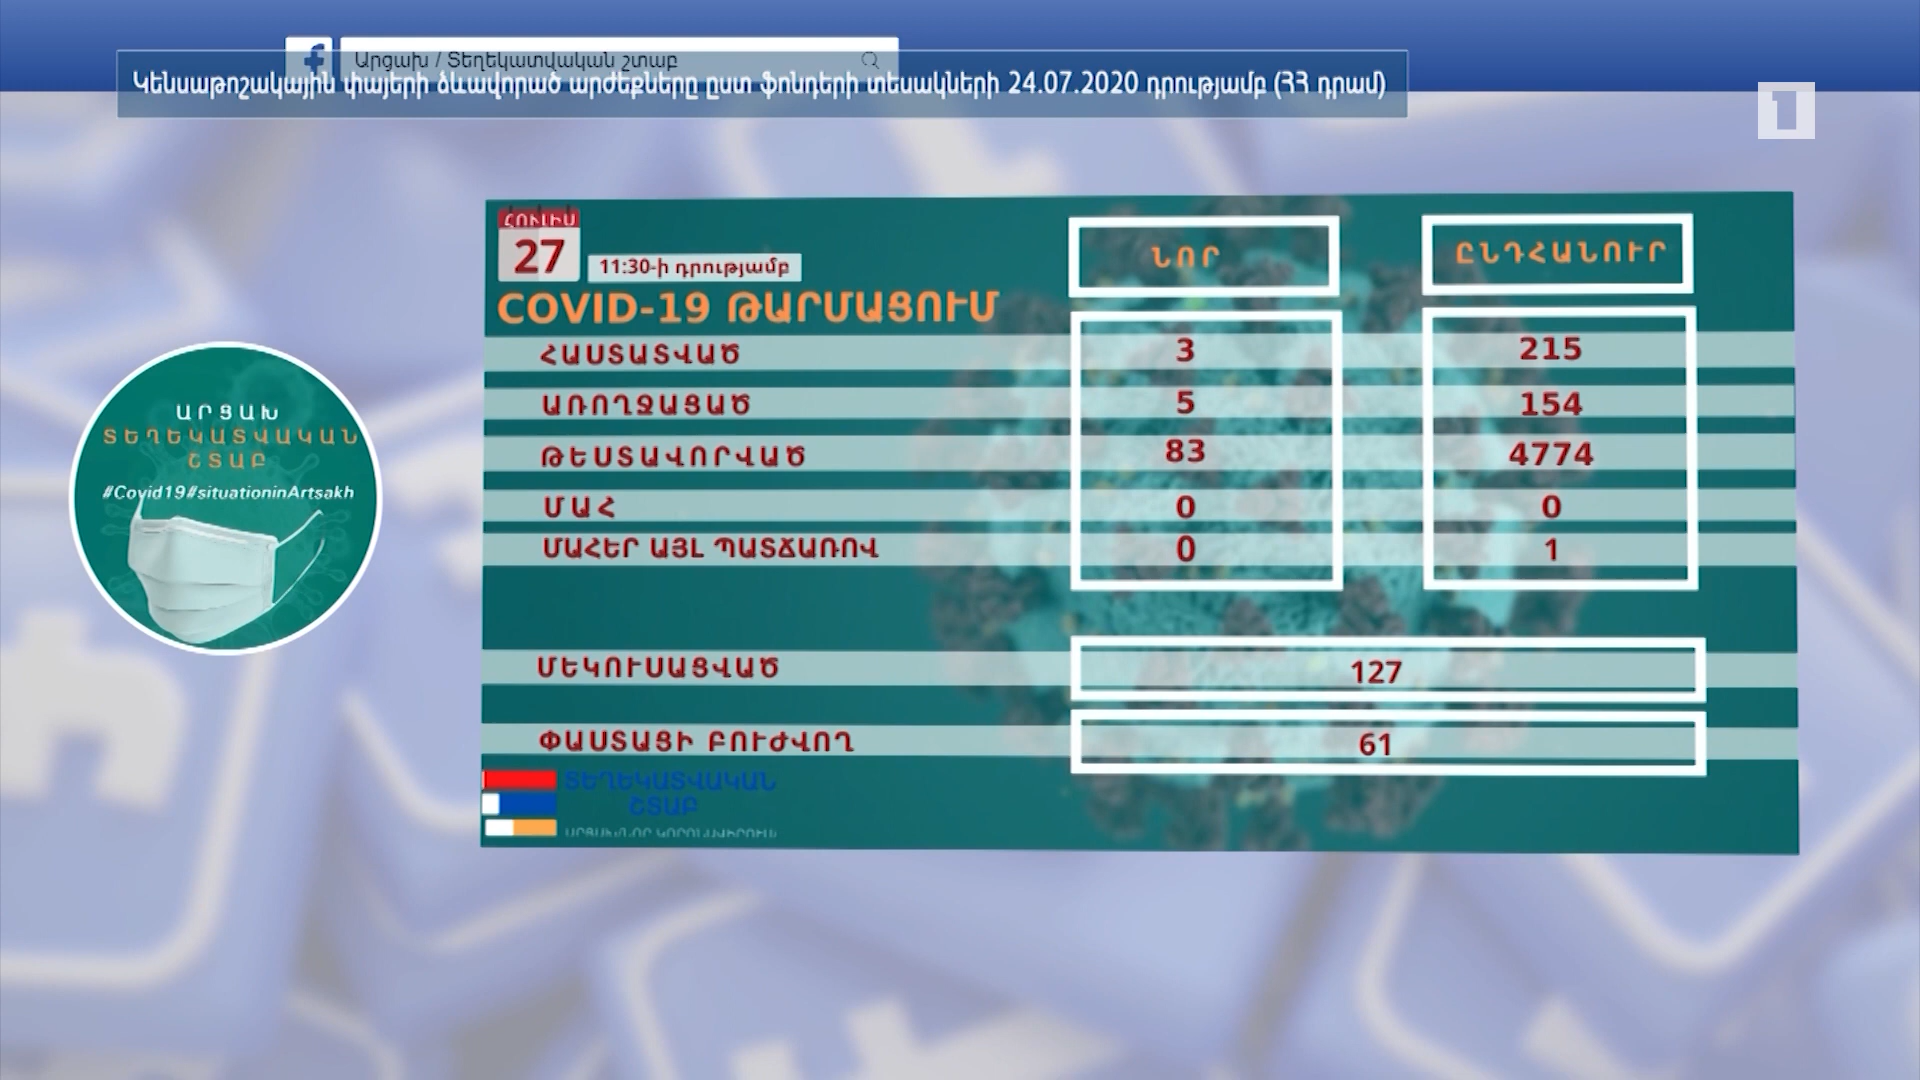 Արցախ / Տեղեկատվական շտաբ
Կենսաթոշակային փայերի ձևավորած արժեքները ըստ ֆոնդերի տեսակների 24.07.2020 դրությամբ (ՀՀ դրամ)
1
ՀՈՒԼԻՍ
27
11:30-ի դրությամբ
COVID-19 ԹԱՐՄԱՑՈՒՄ
ՆՈՐ
ԸՆԴՀԱՆՈՒՐ
ՀԱՍՏԱՏՎԱԾ 3 215
ԱՌՈՂՋԱՑԱԾ 5 154
ԹԵՍՏԱՎՈՐՎԱԾ 83 4774
ՄԱՀ 0 0
ՄԱՀԵՐ ԱՅԼ ՊԱՏՃԱՌՈՎ 0 1
ՄԵԿՈՒՍԱՑՎԱԾ 127
ՓԱՍՏԱՑԻ ԲՈՒԺՎՈՂ 61
ՏԵՂԵԿԱՏՎԱԿԱՆ
ՇՏԱԲ
ԱՐՑԱԽ
ՏԵՂԵԿԱՏՎԱԿԱՆ
ՇՏԱԲ
#Covid19#situationinArtsakh